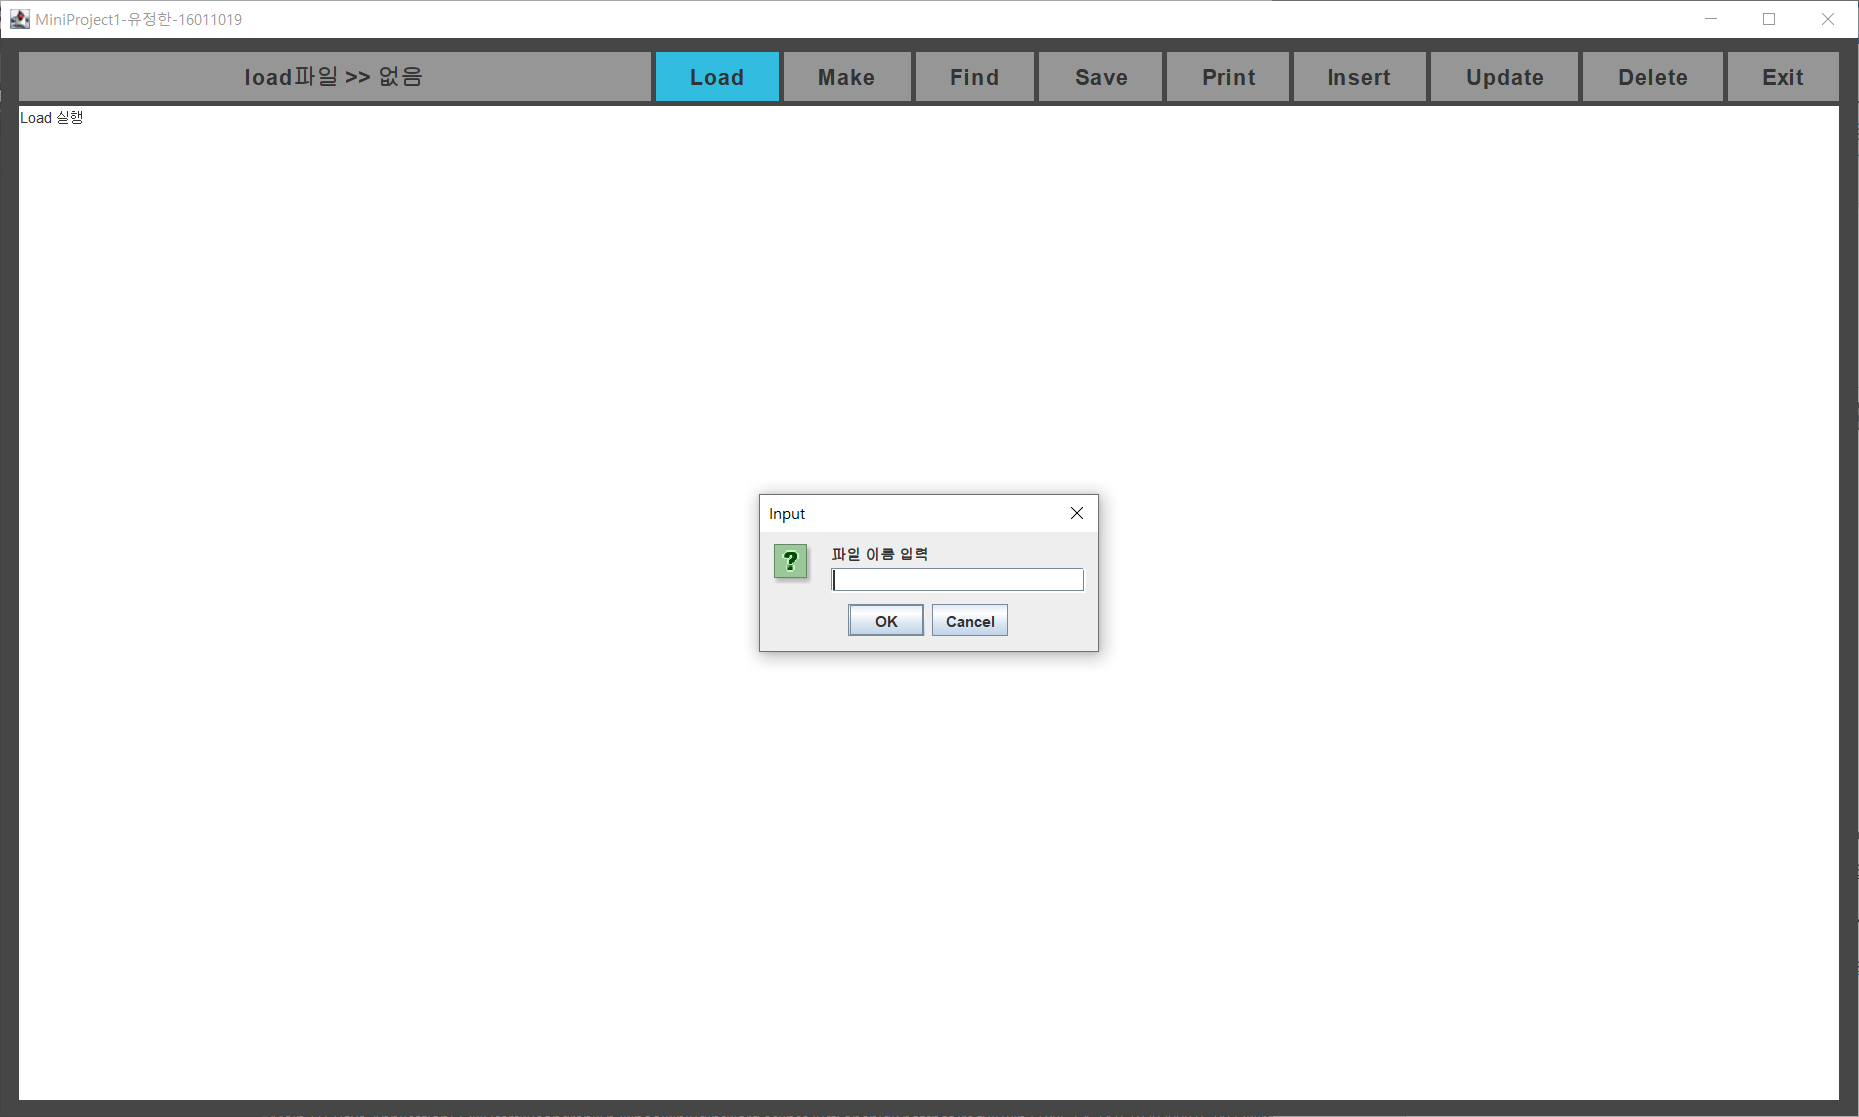 MiniProject1-유정한-16011019
load파일 >> 없음 Load Make Find Save Print Insert Update Delete Exit
Load 실행
Input
파일 이름 입력
OK Cancel